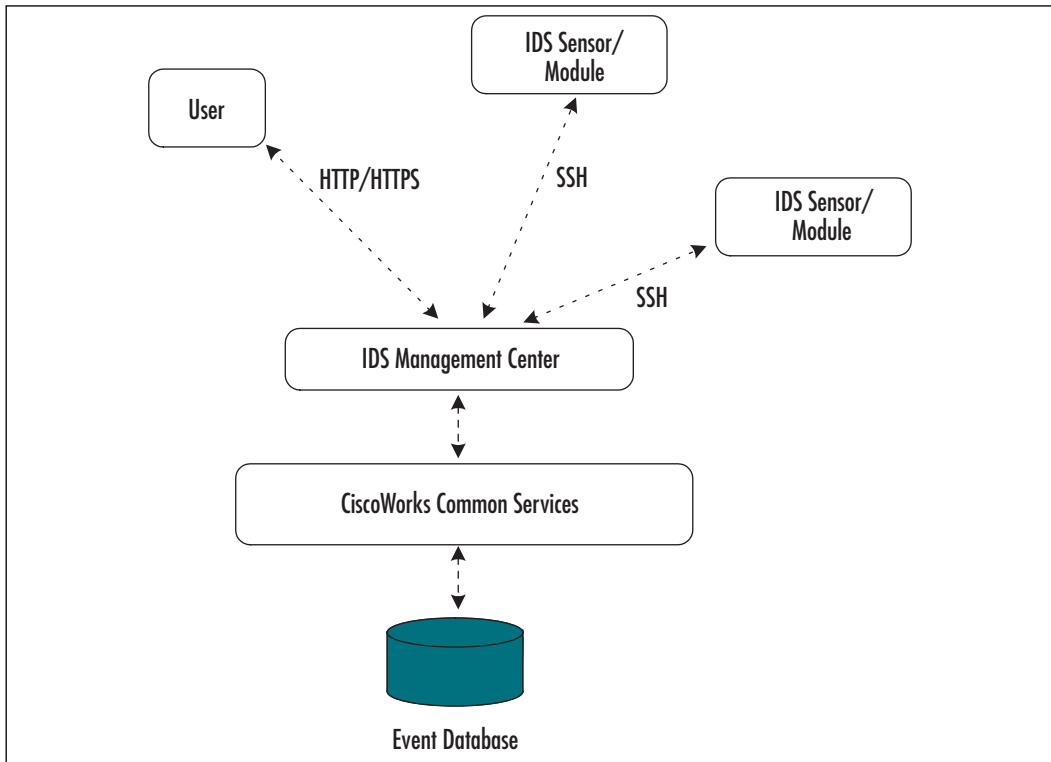 IDS Sensor/
Module
User
HTTP/HTTPS
SSH
IDS Sensor/
Module
SSH
IDS Management Center
CiscoWorks Common Services
Event Database